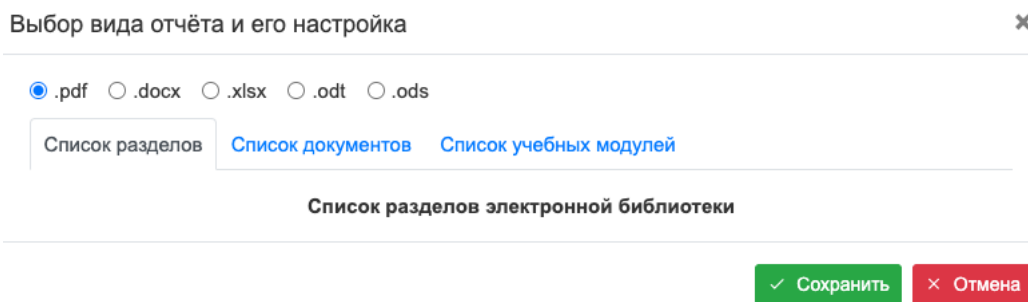 Выбор вида отчёта и его настройка
.pdf .docx .xlsx .odt .ods
Список разделов Список документов Список учебных модулей
Список разделов электронной библиотеки
Сохранить Отмена